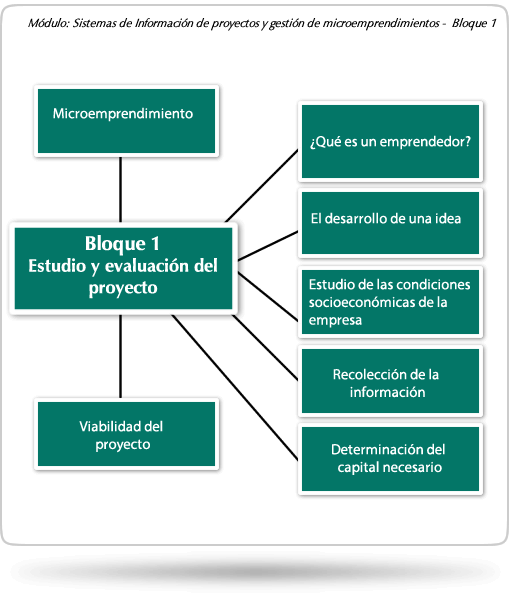 Módulo: Sistemas de Información de proyectos y gestión de microemprendimientos - Bloque 1
Microemprendimiento
¿Qué es un emprendedor?
El desarrollo de una idea
Bloque 1
Estudio y evaluación del
proyecto
Estudio de las condiciones
socioeconómicas de la
empresa
Recolección de la
información
Viabilidad del
proyecto
Determinación del
capital necesario